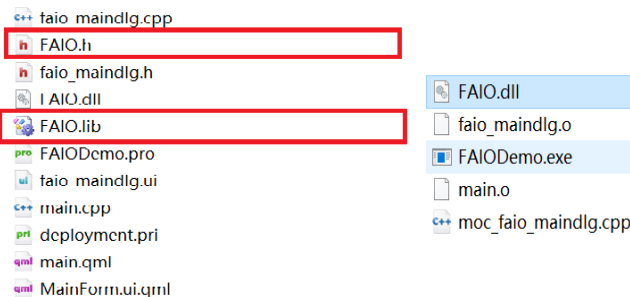 faio_maindlg.cpp
FAIO.h
faio_maindlg.h
FAIO.dll
FAIO.lib
FAIODemo.pro
faio_maindlg.ui
main.cpp
deployment.pri
main.qml
MainForm.ui.qml
FAIO.dll
faio_maindlg.o
FAIODemo.exe
main.o
moc_faio_maindlg.cpp